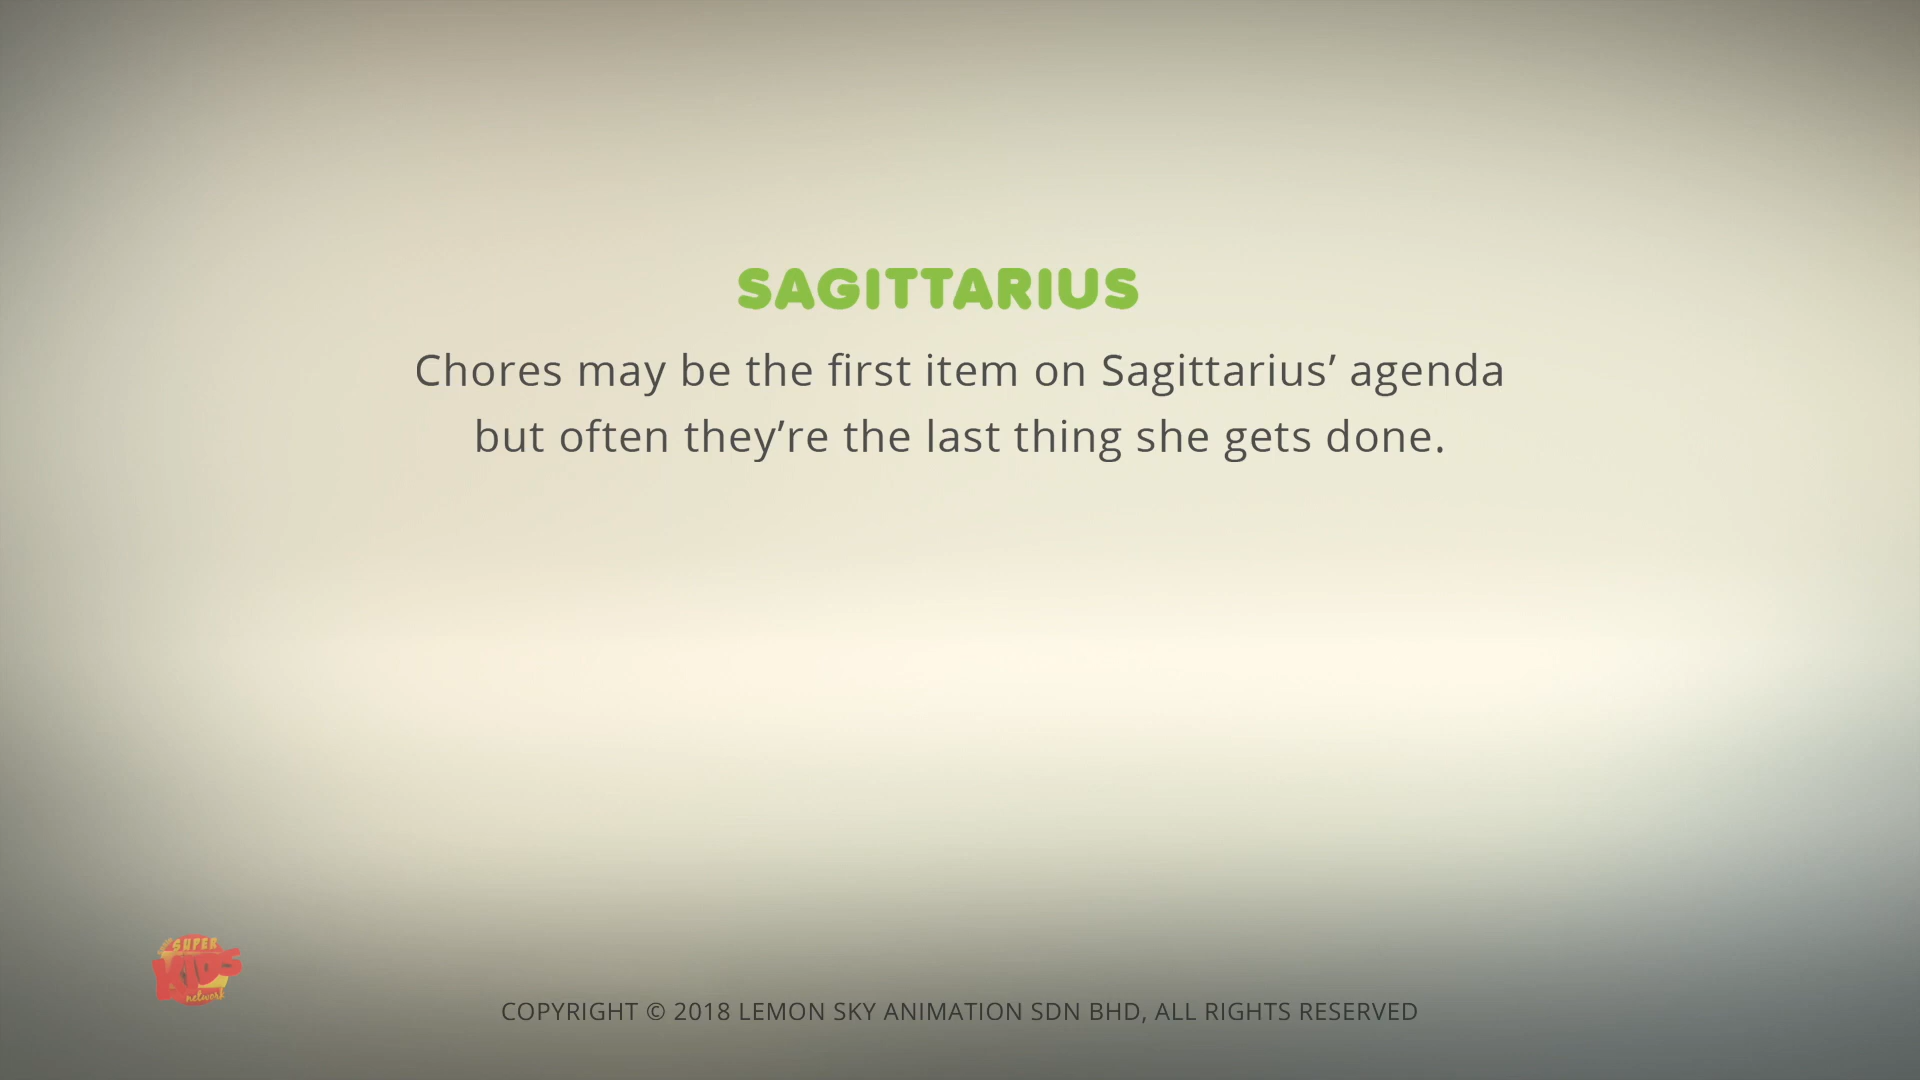 SAGITTARIUS
Chores may be the first item on Sagittarius’ agenda
but often they’re the last thing she gets done.
SUPER
KIDS
network
COPYRIGHT © 2018 LEMON SKY ANIMATION SDN BHD, ALL RIGHTS RESERVED